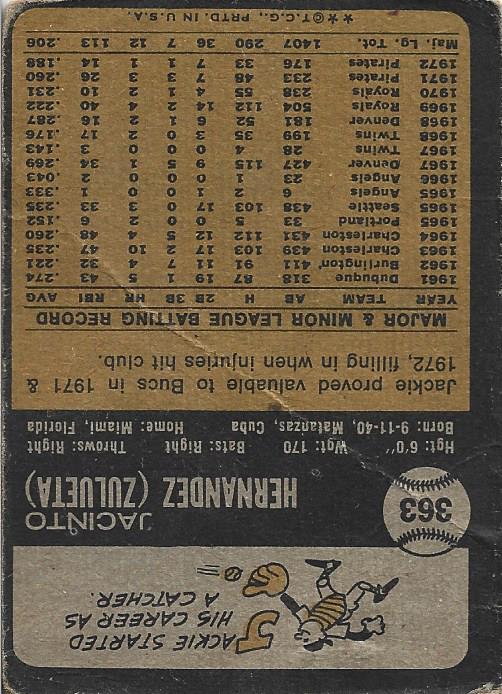 JACKIE STARTED
HIS CAREER AS
A CATCHER.
363
JACINTO
HERNANDEZ (ZULUETA)
Hgt: 6'0" Wgt: 170 Bats: Right Throws: Right
Born: 9-11-40, Matanzas, Cuba Home: Miami, Florida
Jackie proved valuable to Bucs in 1971 &
1972, filling in when injuries hit club.
MAJOR & MINOR LEAGUE BATTING RECORD
YEAR TEAM AB H 2B 3B HR RBI AVG
1961 Dubuque 318 87 19 1 5 43 .274
1962 Burlington 411 91 11 7 4 32 .221
1963 Charleston 439 103 17 2 10 47 .235
1964 Charleston 431 112 12 5 4 48 .260
1965 Portland 33 5 0 0 2 6 .152
1965 Seattle 438 103 17 3 3 33 .235
1965 Angels 6 2 1 0 0 1 .333
1966 Angels 23 1 0 0 0 2 .043
1967 Denver 427 115 9 5 1 34 .269
1967 Twins 28 4 0 0 0 3 .143
1968 Twins 199 35 3 0 2 17 .176
1968 Denver 181 52 6 1 2 16 .287
1969 Royals 504 112 14 2 4 40 .222
1970 Royals 238 55 4 1 2 10 .231
1971 Pirates 233 48 7 3 3 26 .260
1972 Pirates 176 33 7 1 1 14 .188
Maj. Lg. Tot. 1407 290 36 7 12 113 .206
★★©T.C.G., PRTD. IN U.S.A.